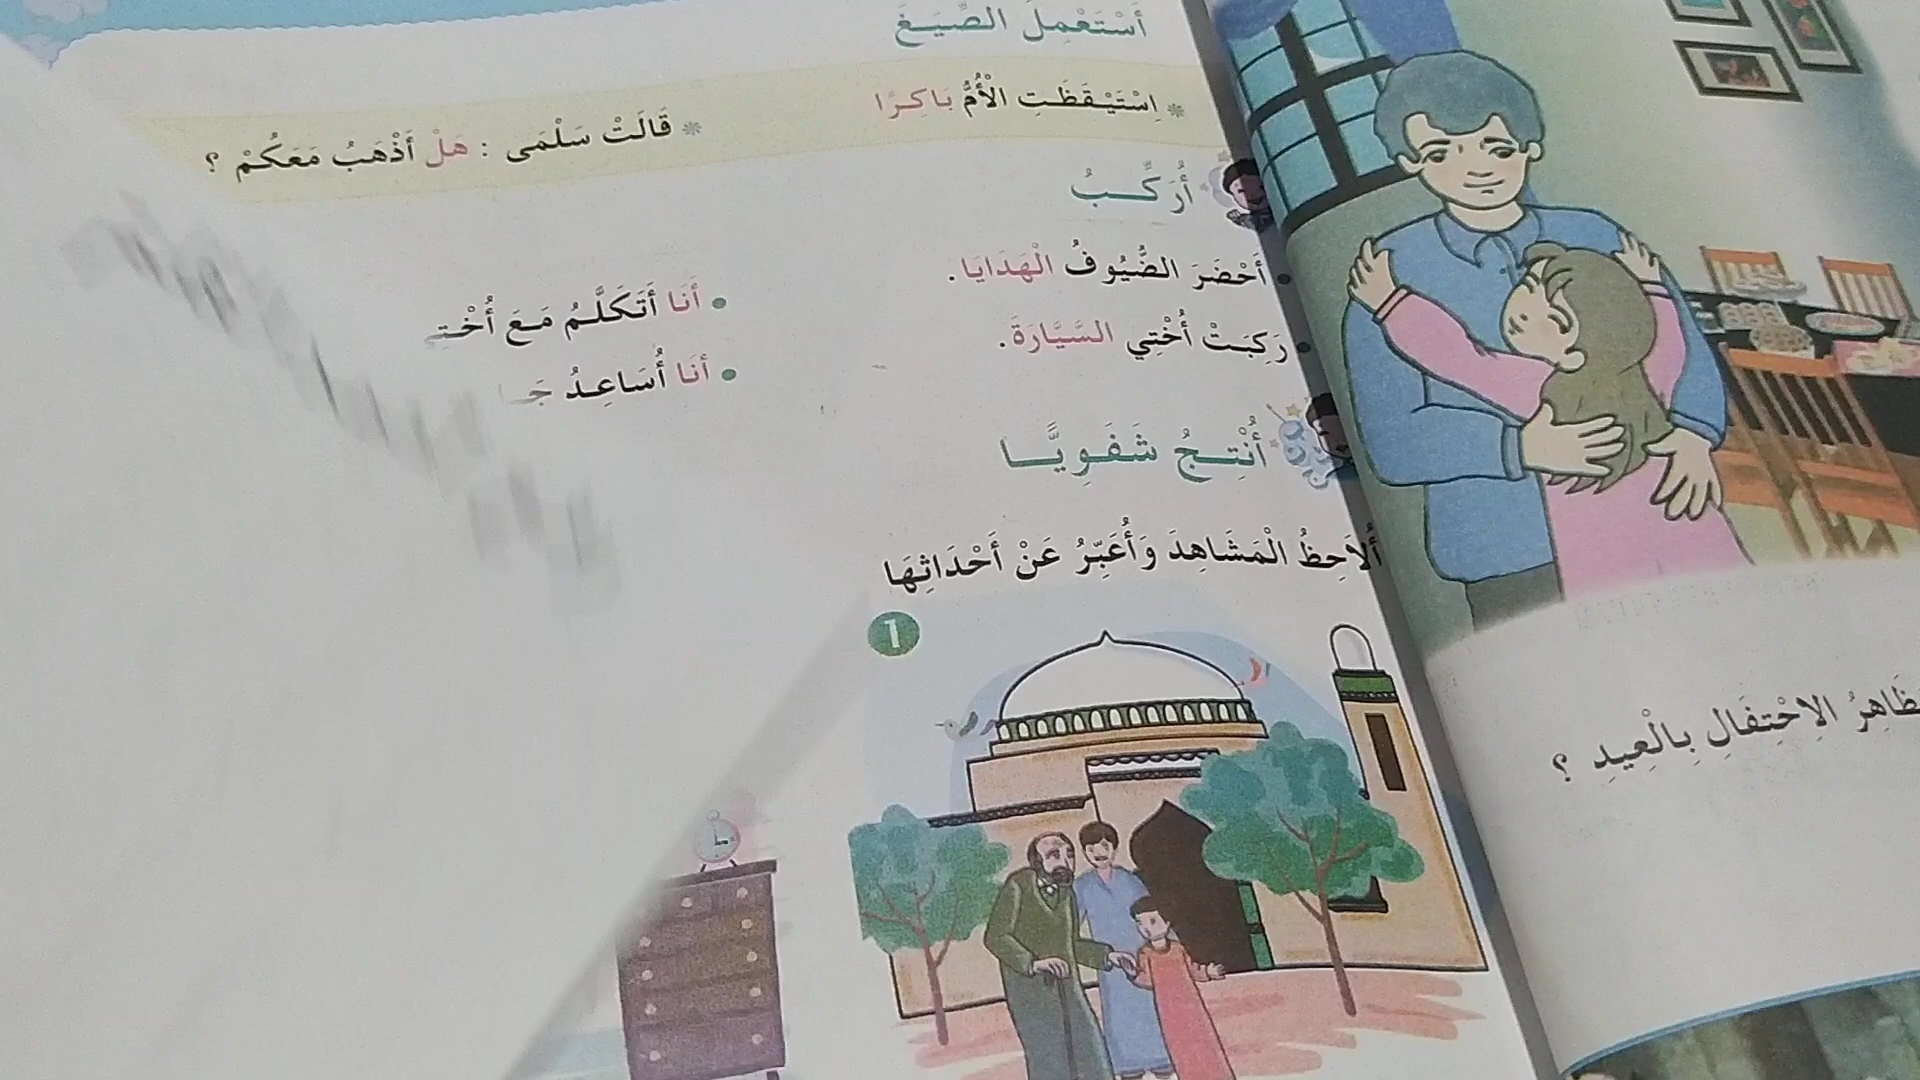 أَسْتَعْمِلُ الصِّيَغَ
* اِسْتَيْقَظَتِ الْأُمُّ بَاكِرًا
* قَالَتْ سَلْمَى : هَلْ أَذْهَبُ مَعَكُمْ ؟
أُرَكِّبُ
• أَحْضَرَ الضُّيُوفُ الْهَدَايَا.
• رَكِبَتْ أُخْتِي السَّيَّارَةَ.
• أَنَا أَتَكَلَّمُ مَعَ
• أَنَا أُسَاعِدُ
أُنْتِجُ شَفَوِيًّا
أُلَاحِظُ الْمَشَاهِدَ وَأُعَبِّرُ عَنْ أَحْدَاثِهَا
1
الِاحْتِفَالِ بِالْعِيدِ ؟